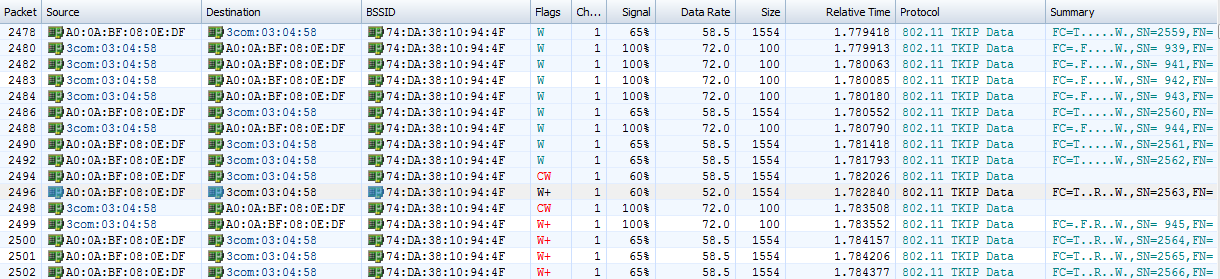 Packet Source Destination BSSID Flags Ch... Signal Data Rate Size Relative Time Protocol Summary
2478 A0:0A:BF:08:0E:DF 3com:03:04:58 74:DA:38:10:94:4F W 1 65% 58.5 1554 1.779418 802.11 TKIP Data FC=T.....W.,SN=2559,FN=
2480 3com:03:04:58 A0:0A:BF:08:0E:DF 74:DA:38:10:94:4F W 1 100% 72.0 100 1.779913 802.11 TKIP Data FC=.F....W.,SN= 939,FN=
2482 3com:03:04:58 A0:0A:BF:08:0E:DF 74:DA:38:10:94:4F W 1 100% 72.0 100 1.780063 802.11 TKIP Data FC=.F....W.,SN= 941,FN=
2483 3com:03:04:58 A0:0A:BF:08:0E:DF 74:DA:38:10:94:4F W 1 100% 72.0 100 1.780085 802.11 TKIP Data FC=.F....W.,SN= 942,FN=
2484 3com:03:04:58 A0:0A:BF:08:0E:DF 74:DA:38:10:94:4F W 1 100% 72.0 100 1.780180 802.11 TKIP Data FC=.F....W.,SN= 943,FN=
2486 A0:0A:BF:08:0E:DF 3com:03:04:58 74:DA:38:10:94:4F W 1 65% 58.5 1554 1.780552 802.11 TKIP Data FC=T.....W.,SN=2560,FN=
2488 3com:03:04:58 A0:0A:BF:08:0E:DF 74:DA:38:10:94:4F W 1 100% 72.0 100 1.780790 802.11 TKIP Data FC=.F....W.,SN= 944,FN=
2490 A0:0A:BF:08:0E:DF 3com:03:04:58 74:DA:38:10:94:4F W 1 65% 58.5 1554 1.781418 802.11 TKIP Data FC=T.....W.,SN=2561,FN=
2492 A0:0A:BF:08:0E:DF 3com:03:04:58 74:DA:38:10:94:4F W 1 65% 58.5 1554 1.781793 802.11 TKIP Data FC=T.....W.,SN=2562,FN=
2494 A0:0A:BF:08:0E:DF 3com:03:04:58 74:DA:38:10:94:4F CW 1 60% 58.5 1554 1.782026 802.11 TKIP Data
2496 A0:0A:BF:08:0E:DF 3com:03:04:58 74:DA:38:10:94:4F W+ 1 60% 52.0 1554 1.782840 802.11 TKIP Data FC=T..R..W.,SN=2563,FN=
2498 3com:03:04:58 A0:0A:BF:08:0E:DF 74:DA:38:10:94:4F CW 1 100% 72.0 100 1.783508 802.11 TKIP Data
2499 3com:03:04:58 A0:0A:BF:08:0E:DF 74:DA:38:10:94:4F W+ 1 100% 72.0 100 1.783552 802.11 TKIP Data FC=.F.R..W.,SN= 945,FN=
2500 A0:0A:BF:08:0E:DF 3com:03:04:58 74:DA:38:10:94:4F W+ 1 65% 58.5 1554 1.784157 802.11 TKIP Data FC=T..R..W.,SN=2564,FN=
2501 A0:0A:BF:08:0E:DF 3com:03:04:58 74:DA:38:10:94:4F W+ 1 65% 58.5 1554 1.784206 802.11 TKIP Data FC=T..R..W.,SN=2565,FN=
2502 A0:0A:BF:08:0E:DF 3com:03:04:58 74:DA:38:10:94:4F W+ 1 65% 58.5 1554 1.784377 802.11 TKIP Data FC=T..R..W.,SN=2566,FN=